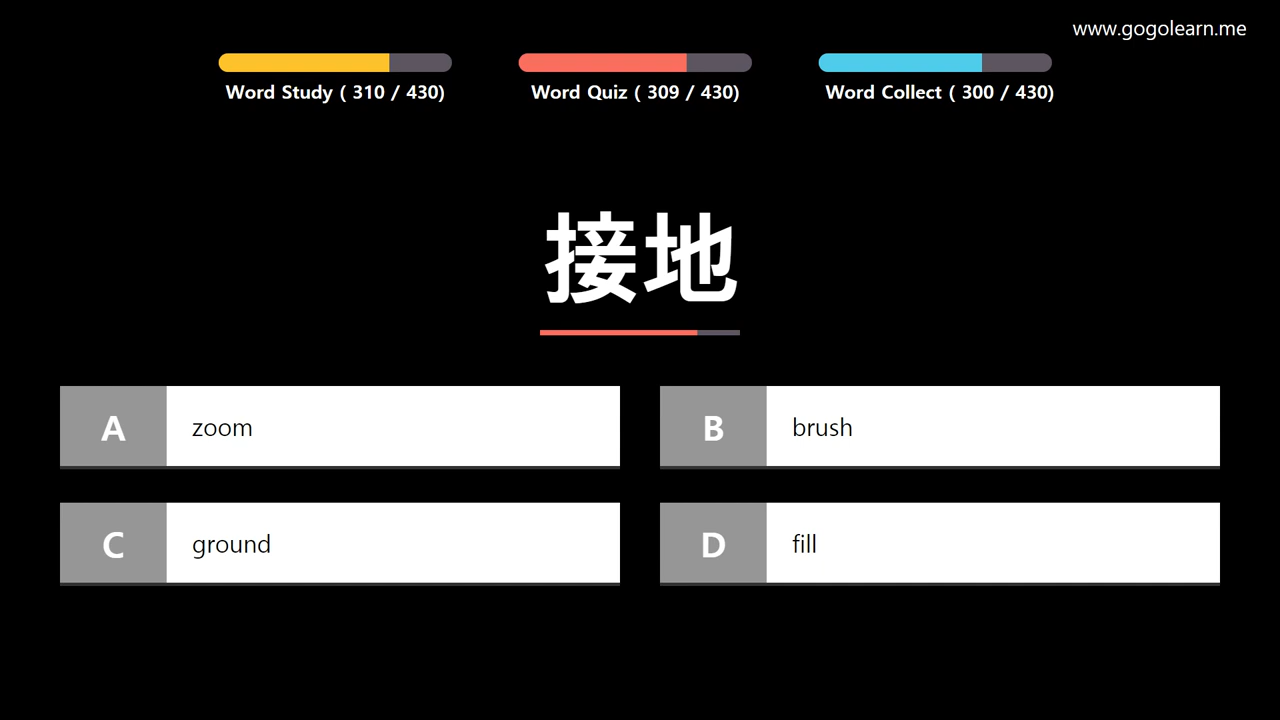 www.gogolearn.me
Word Study ( 310 / 430)
Word Quiz ( 309 / 430)
Word Collect ( 300 / 430)
接地
A zoom
B brush
C ground
D fill